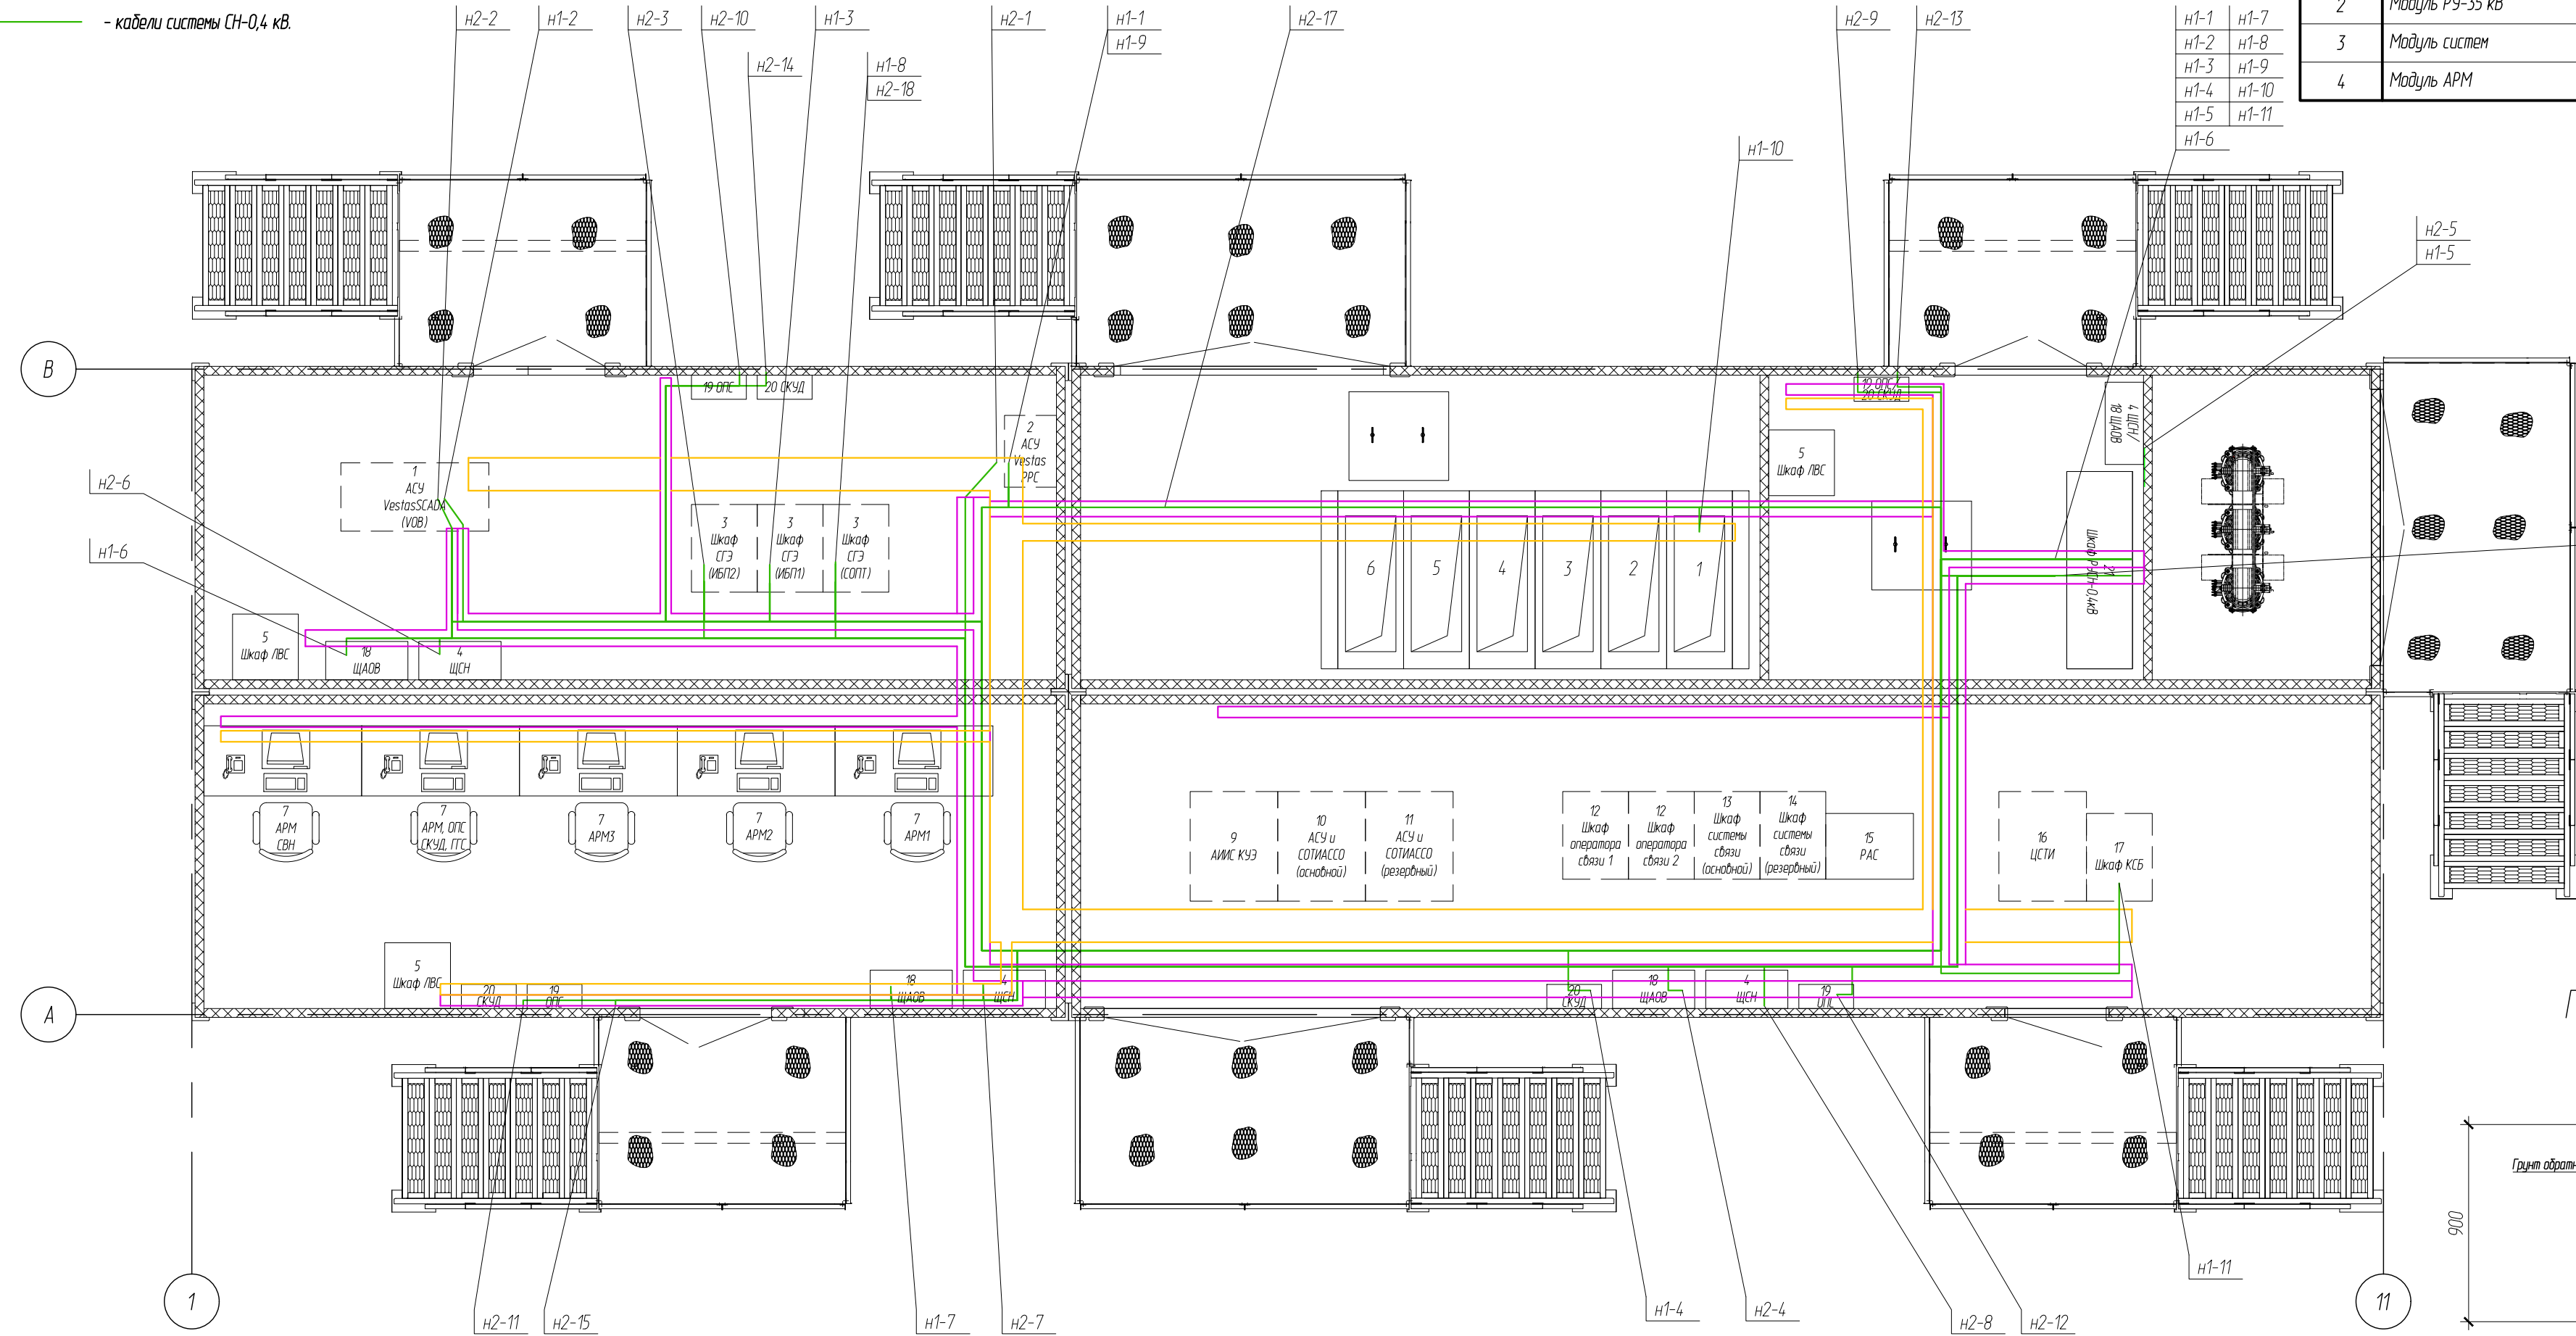 - кабели системы СН-0,4 кВ.
н2-2
н1-2
н2-3
н2-10
н1-3
н2-1
н1-1
н1-9
н2-17
н2-9
н2-13
н1-1 н1-7
н1-2 н1-8
н1-3 н1-9
н1-4 н1-10
н1-5 н1-11
н1-6
2 Модуль РУ-35 кВ
3 Модуль систем
4 Модуль АРМ
н2-14
н1-8
н2-18
н1-10
н2-5
н1-5
В
19 ОПС
20 СКУД
19 ОПС/
20 СКУД
4 ЩСН/
18 ЩАОВ
2
АСУ
Vestas
PPC
1
АСУ
VestasSCADA
(VOB)
5
Шкаф ЛВС
н2-6
н1-6
3
Шкаф
СГЭ
(ИБП2)
3
Шкаф
СГЭ
(ИБП1)
3
Шкаф
СГЭ
(СОПТ)
6
5
4
3
2
1
21
Шкаф РУСН-0,4кВ
5
Шкаф ЛВС
18
ЩАОВ
4
ЩСН
7
АРМ
СВН
7
АРМ, ОПС
СКУД, ГГС
7
АРМ3
7
АРМ2
7
АРМ1
9
АИИС КУЭ
10
АСУ и
СОТИАССО
(основной)
11
АСУ и
СОТИАССО
(резервный)
12
Шкаф
оператора
связи 1
12
Шкаф
оператора
связи 2
13
Шкаф
системы
связи
(основной)
14
Шкаф
системы
связи
(резервный)
15
РАС
16
ЦСТИ
17
Шкаф КСБ
5
Шкаф ЛВС
20
СКУД
19
ОПС
18
ЩАОВ
4
ЩСН
20
СКУД
18
ЩАОВ
4
ЩСН
19
ОПС
А
Грунт обратн
900
1
н2-11
н2-15
н1-7
н2-7
н1-4
н2-4
н2-8
н2-12
н1-11
11